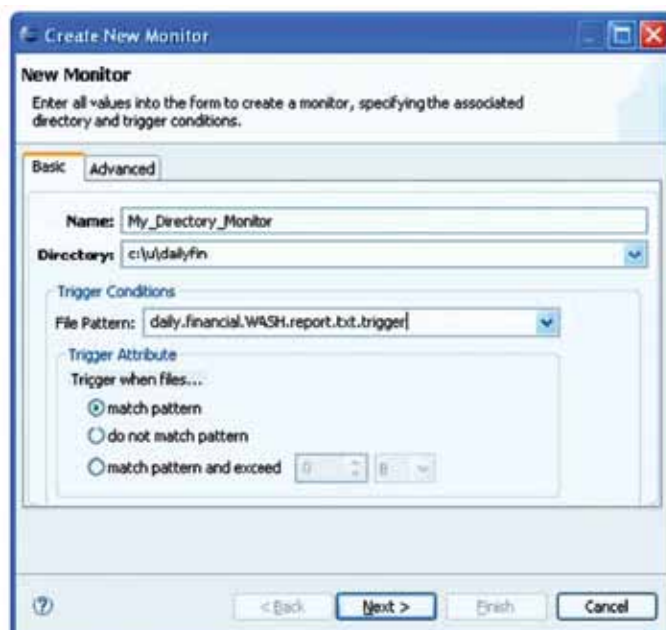 Create New Monitor
New Monitor
Enter all values into the form to create a monitor, specifying the associated
directory and trigger conditions.
Basic Advanced
Name: My_Directory_Monitor
Directory: c:\u\dailyfin
Trigger Conditions
File Pattern: daily.financial.WASH.report.txt.trigger
Trigger Attribute
Trigger when files...
match pattern
do not match pattern
match pattern and exceed 0 B
? < Back Next > Finish Cancel